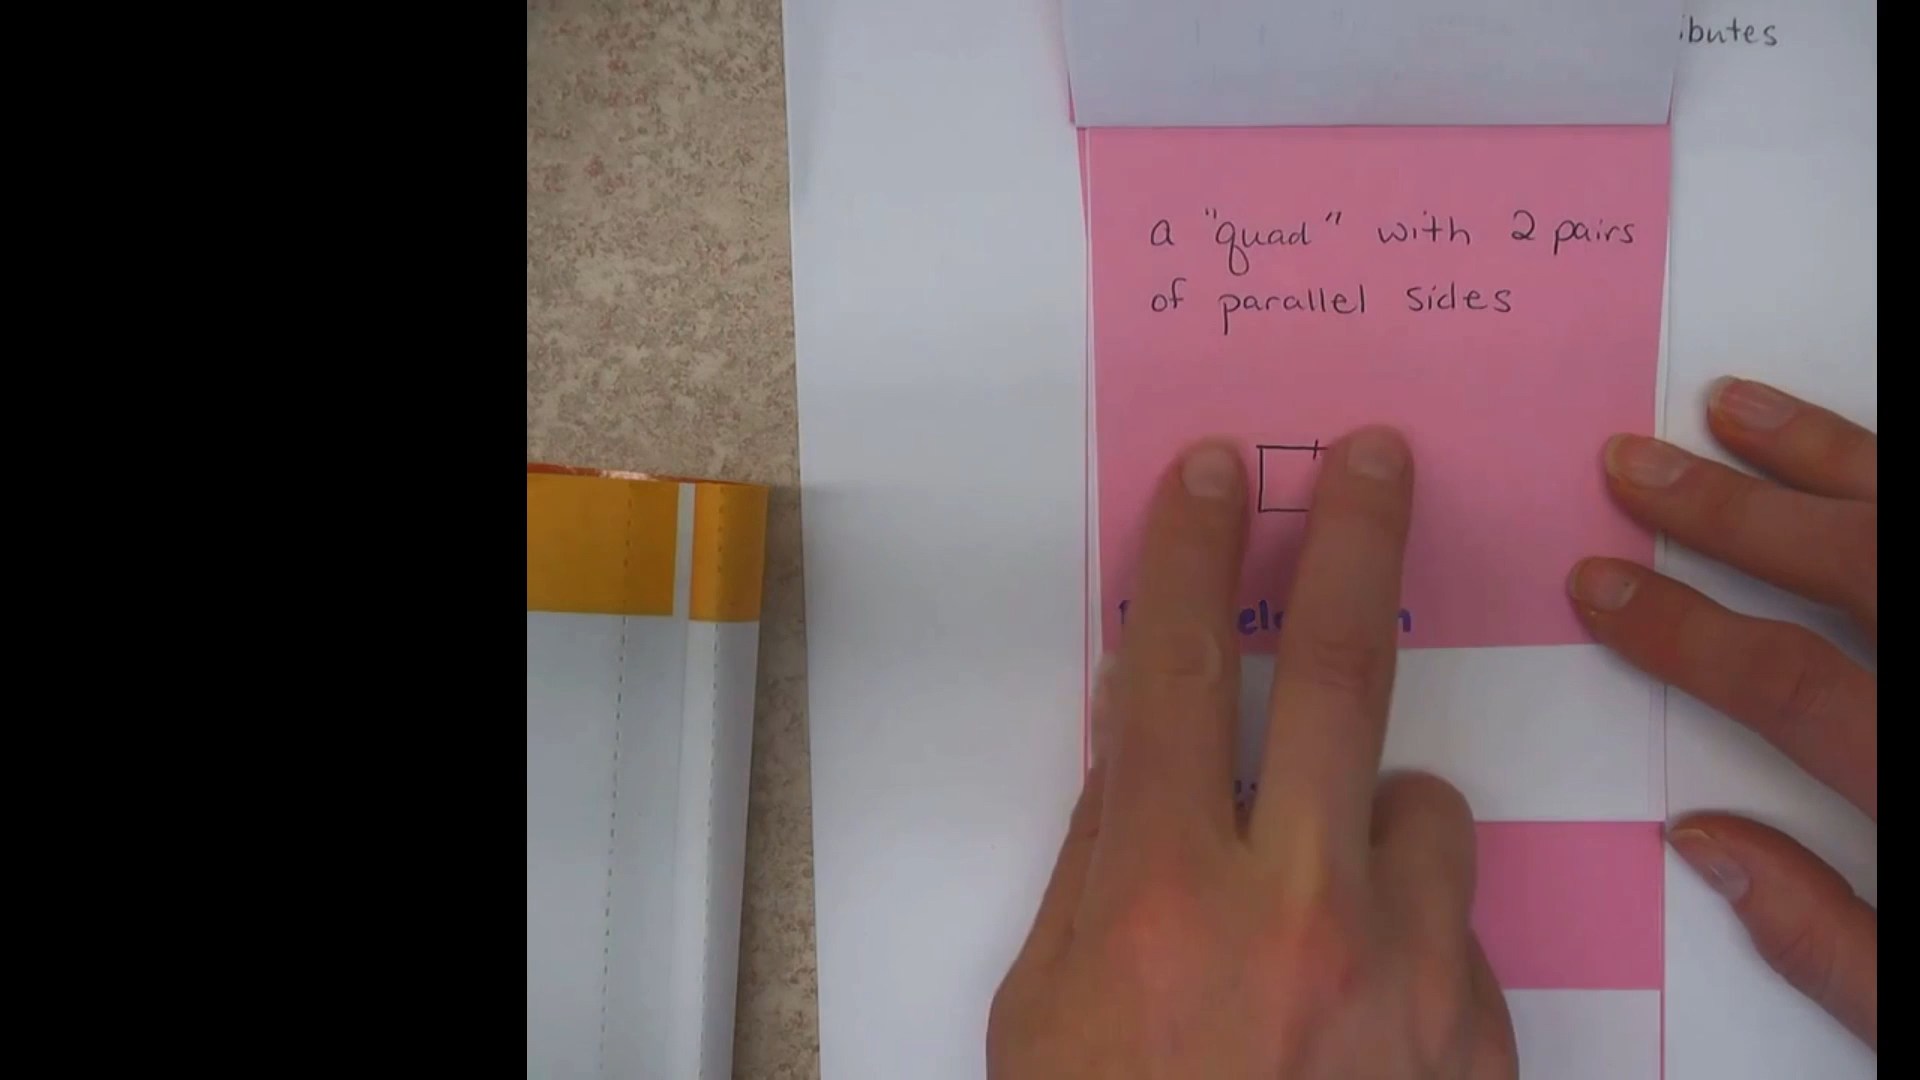 ibutes
a "quad" with 2 pairs
of parallel sides